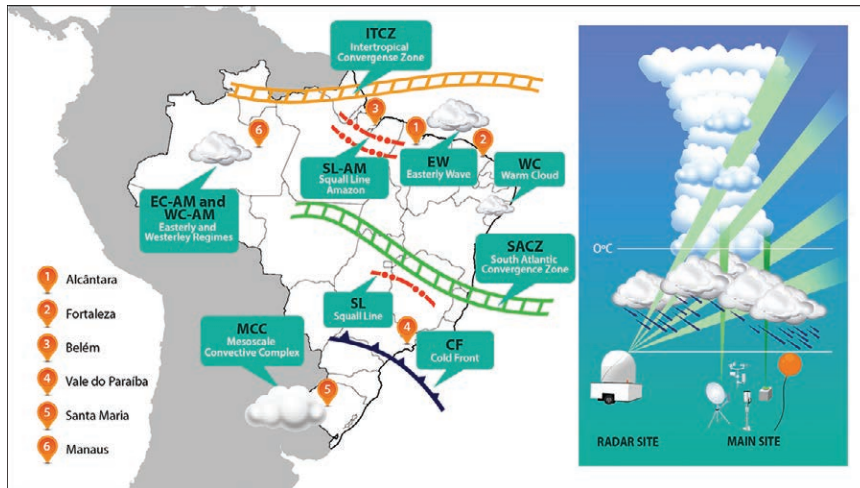 ITCZ
Intertropical
Convergense Zone
3
1
6
2
SL-AM
Squall Line
Amazon
EW
Easterly Wave
WC
Warm Cloud
EC-AM and
WC-AM
Easterly and
Westerley Regimes
SACZ
South Atlantic
Convergence Zone
SL
Squall Line
4
MCC
Mesoscale
Convective Complex
CF
Cold Front
5
1 Alcântara
2 Fortaleza
3 Belém
4 Vale do Paraíba
5 Santa Maria
6 Manaus
0ºC
RADAR SITE
MAIN SITE